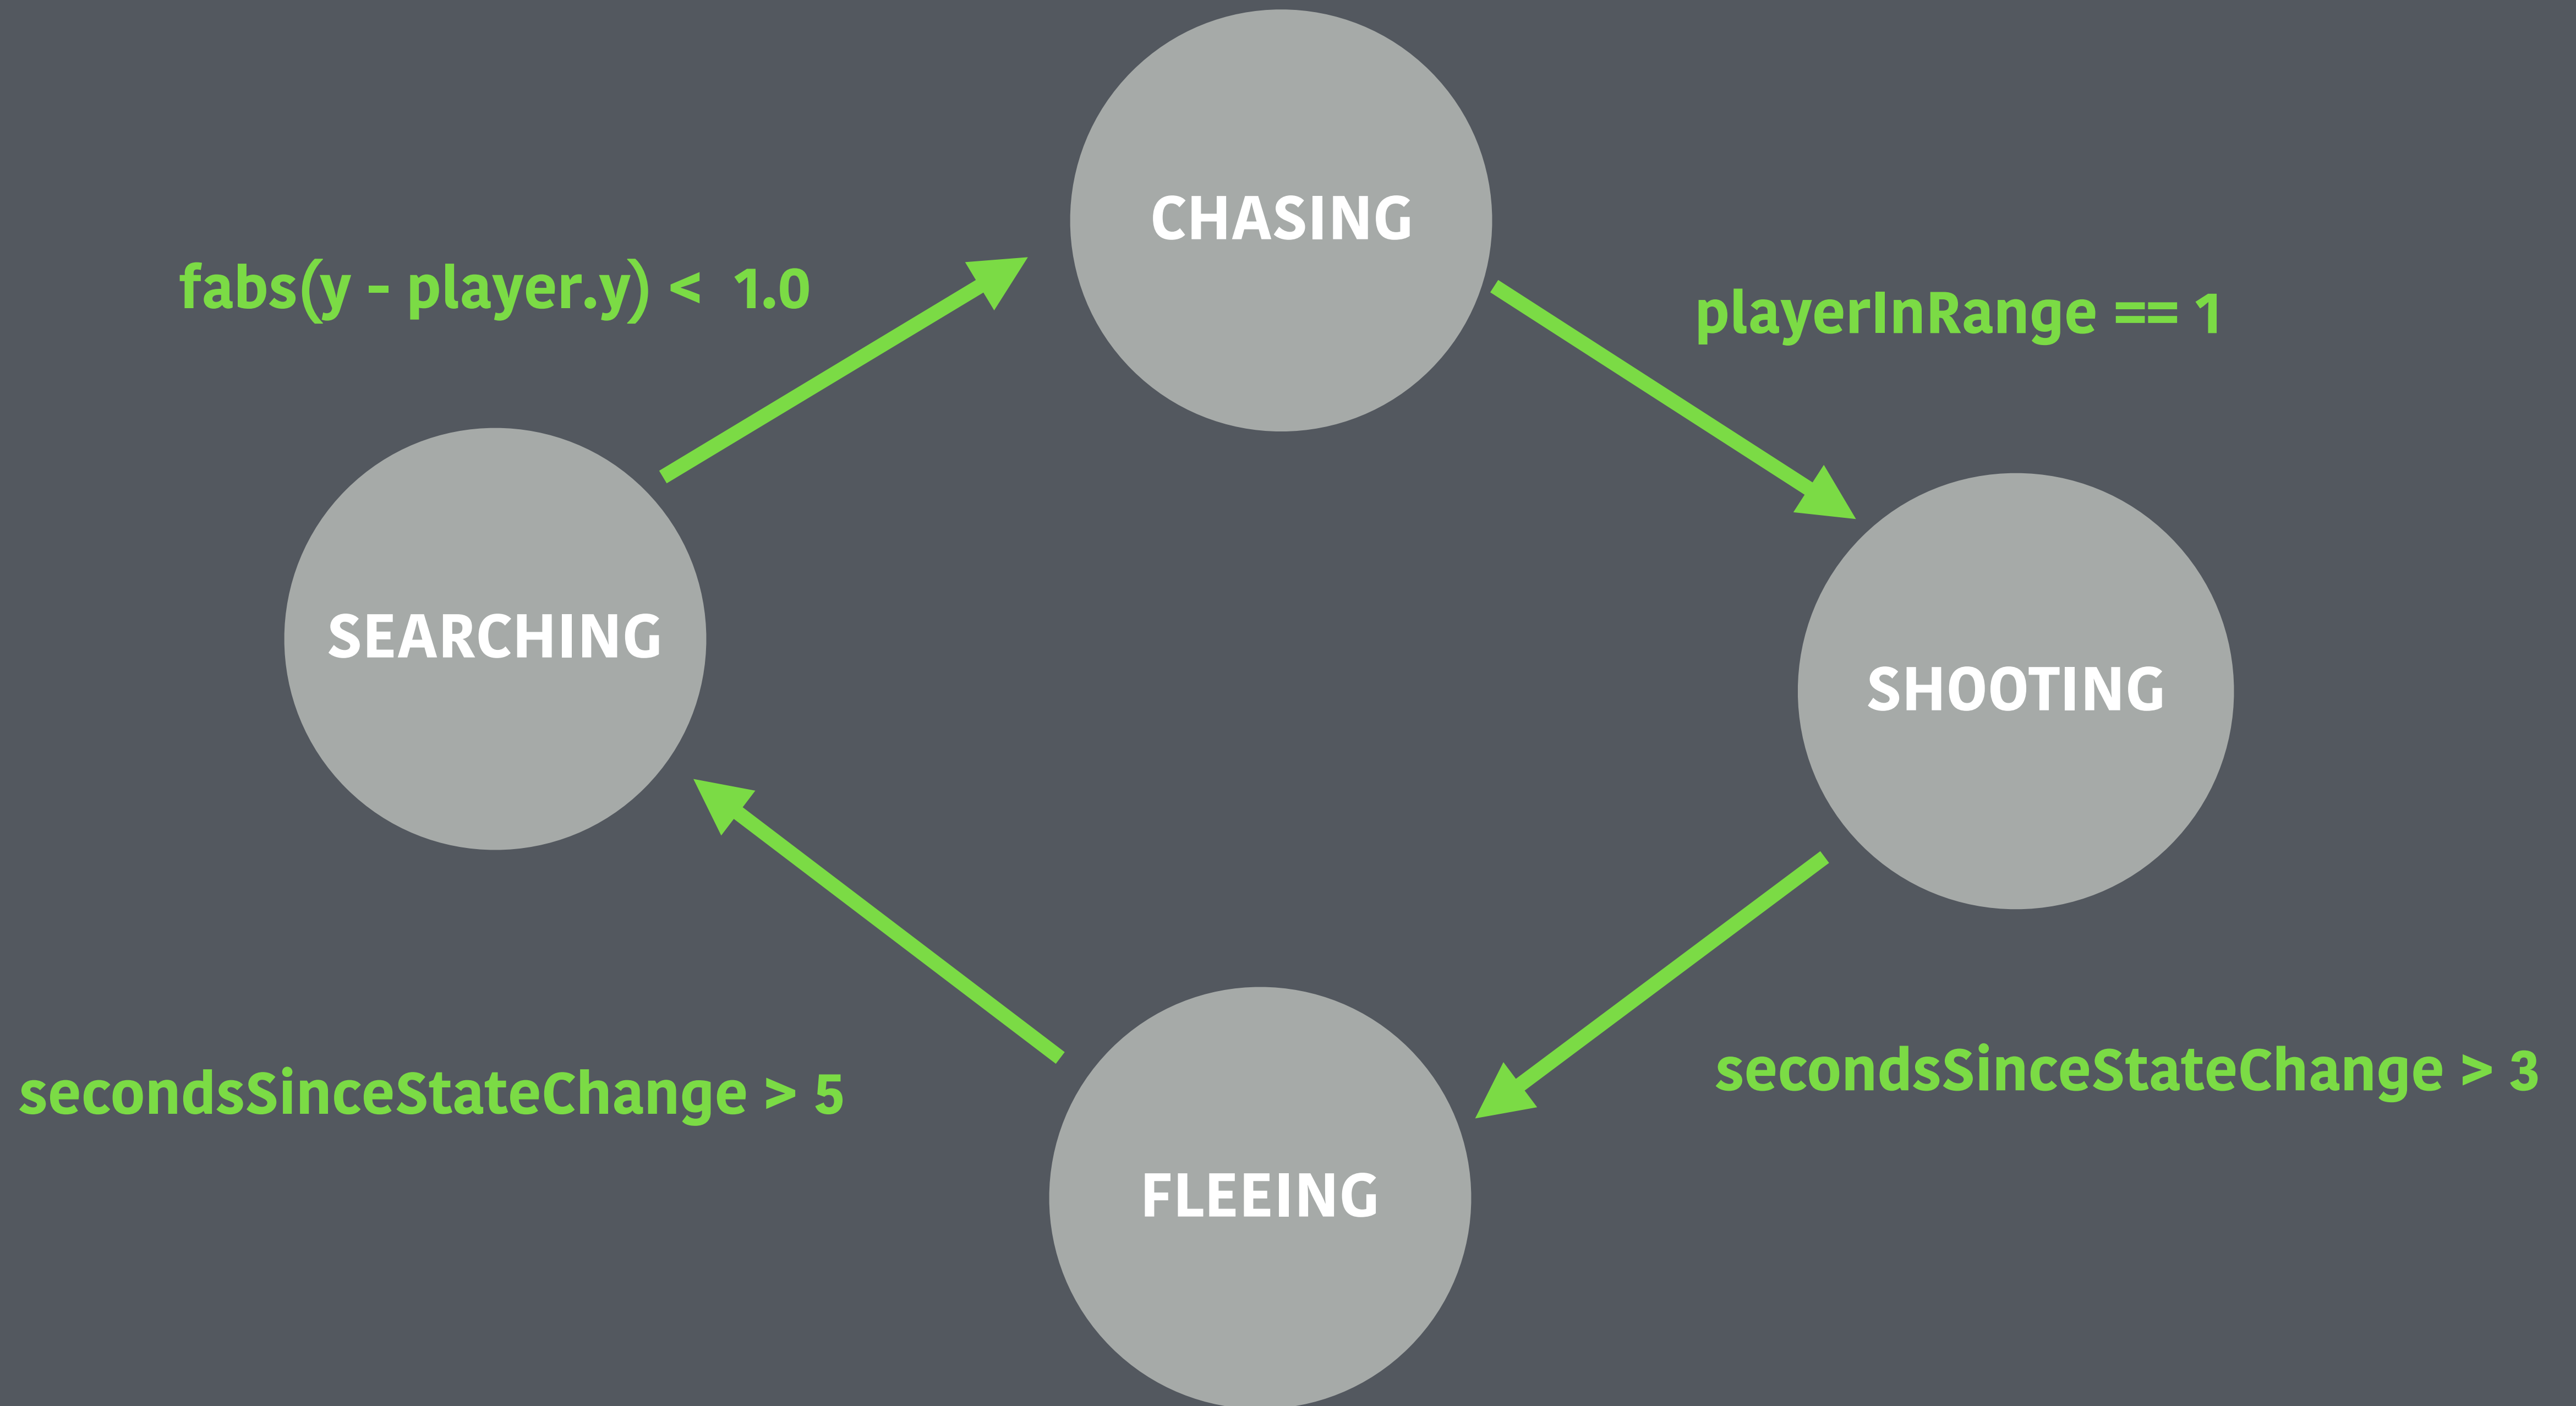 CHASING
fabs(y - player.y) <  1.0
playerInRange == 1
SEARCHING
SHOOTING
secondsSinceStateChange > 5
secondsSinceStateChange > 3
FLEEING